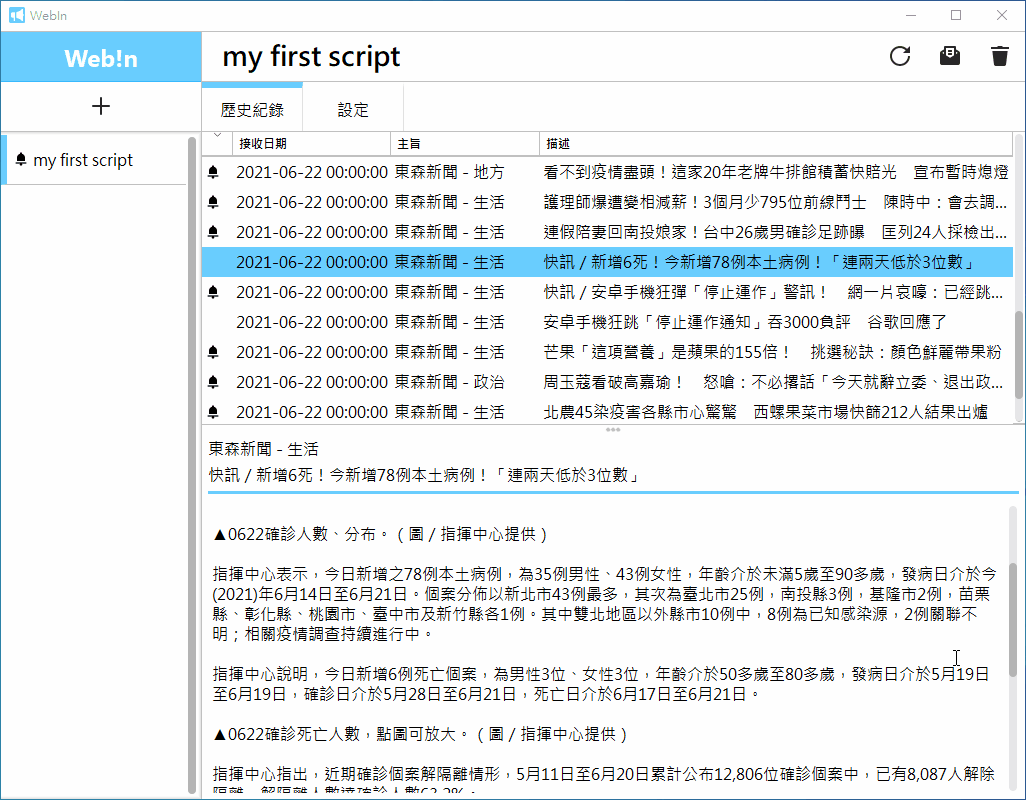 WebIn
Web!n
my first script
my first script
歷史紀錄
設定
接收日期 主旨 描述
2021-06-22 00:00:00 東森新聞 - 地方 看不到疫情盡頭！這家20年老牌牛排館積蓄快賠光　宣布暫時熄燈
2021-06-22 00:00:00 東森新聞 - 生活 護理師爆遭變相減薪！3個月少795位前線鬥士　陳時中：會去調...
2021-06-22 00:00:00 東森新聞 - 生活 連假陪妻回南投娘家！台中26歲男確診足跡曝　匡列24人採檢出...
2021-06-22 00:00:00 東森新聞 - 生活 快訊／新增6死！今新增78例本土病例！「連兩天低於3位數」
2021-06-22 00:00:00 東森新聞 - 生活 快訊／安卓手機狂彈「停止運作」警訊！　網一片哀嚎：已經跳...
2021-06-22 00:00:00 東森新聞 - 生活 安卓手機狂跳「停止運作通知」吞3000負評　谷歌回應了
2021-06-22 00:00:00 東森新聞 - 生活 芒果「這項營養」是蘋果的155倍！　挑選秘訣：顏色鮮麗帶果粉
2021-06-22 00:00:00 東森新聞 - 政治 周玉蔻看破高嘉瑜！　怒嗆：不必撂話「今天就辭立委、退出政...
2021-06-22 00:00:00 東森新聞 - 生活 北農45染疫害各縣市心驚驚　西螺果菜市場快篩212人結果出爐
東森新聞 - 生活
快訊／新增6死！今新增78例本土病例！「連兩天低於3位數」
▲0622確診人數、分布。（圖／指揮中心提供）
指揮中心表示，今日新增之78例本土病例，為35例男性、43例女性，年齡介於未滿5歲至90多歲，發病日介於今
(2021)年6月14日至6月21日。個案分佈以新北市43例最多，其次為臺北市25例，南投縣3例，基隆市2例，苗栗
縣、彰化縣、桃園市、臺中市及新竹縣各1例。其中雙北地區以外縣市10例中，8例為已知感染源，2例關聯不
明；相關疫情調查持續進行中。
指揮中心說明，今日新增6例死亡個案，為男性3位、女性3位，年齡介於50多歲至80多歲，發病日介於5月19日
至6月19日，確診日介於5月28日至6月21日，死亡日介於6月17日至6月21日。
▲0622確診死亡人數，點圖可放大。（圖／指揮中心提供）
指揮中心指出，近期確診個案解隔離情形，5月11日至6月20日累計公布12,806位確診個案中，已有8,087人解除
隔離，解隔離人數達確診人數63.2%。